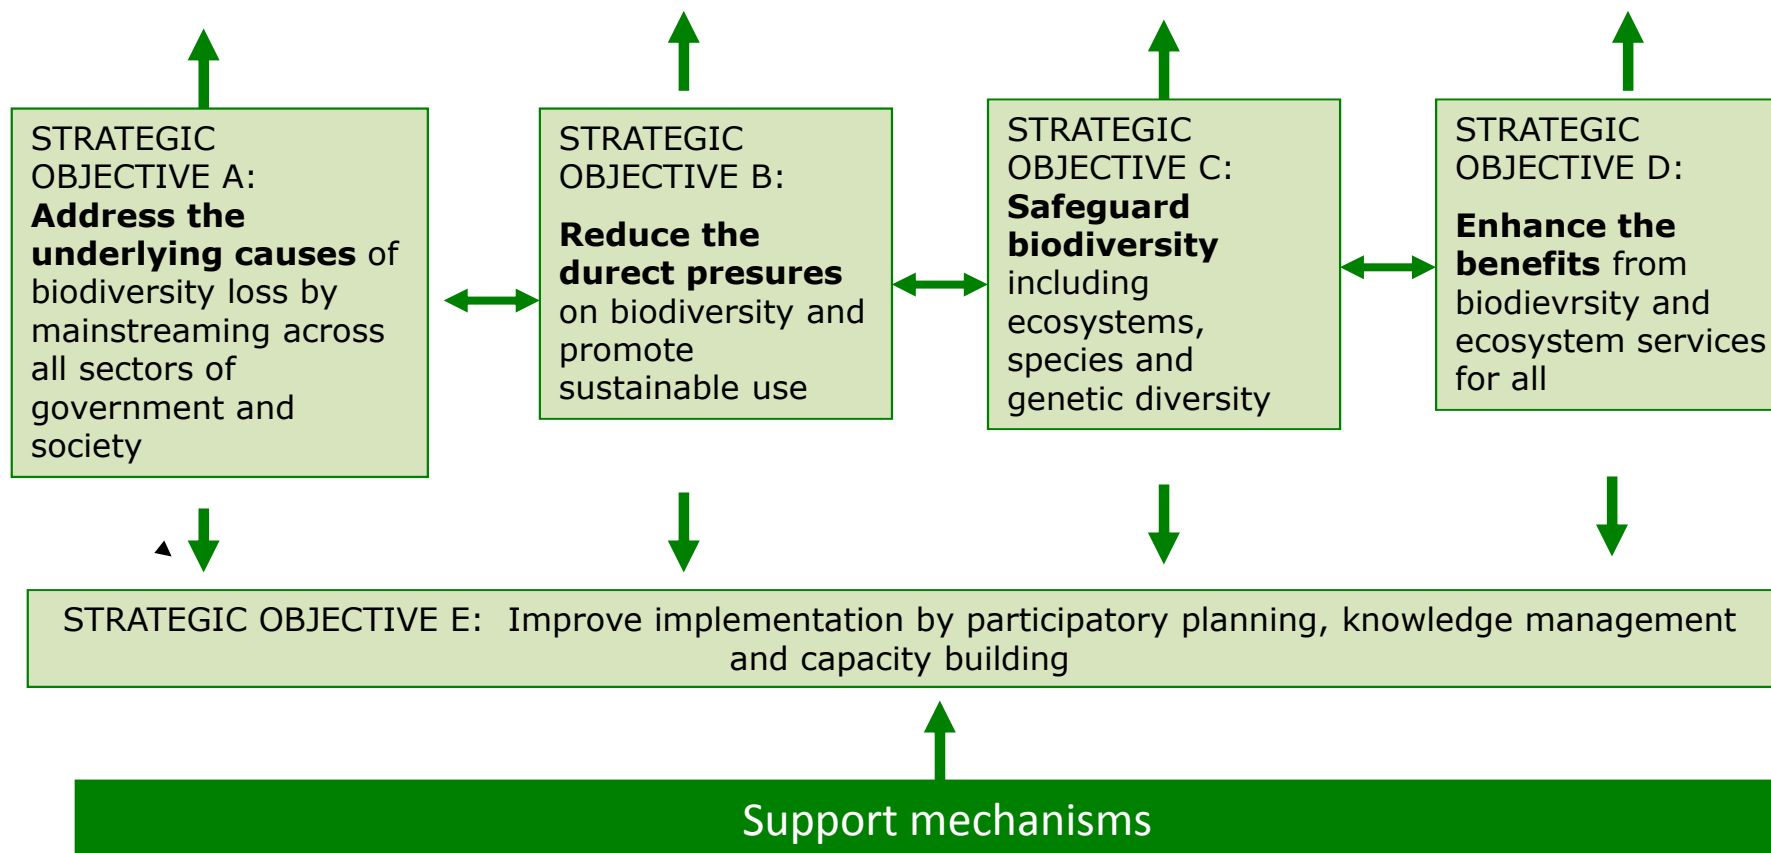 STRATEGIC
OBJECTIVE A:
Address the
underlying causes of
biodiversity loss by
mainstreaming across
all sectors of
government and
society
STRATEGIC
OBJECTIVE B:
Reduce the
durect presures
on biodiversity and
promote
sustainable use
STRATEGIC
OBJECTIVE C:
Safeguard
biodiversity
including
ecosystems,
species and
genetic diversity
STRATEGIC
OBJECTIVE D:
Enhance the
benefits from
biodievrsity and
ecosystem services
for all
STRATEGIC OBJECTIVE E: Improve implementation by participatory planning, knowledge management
and capacity building
Support mechanisms